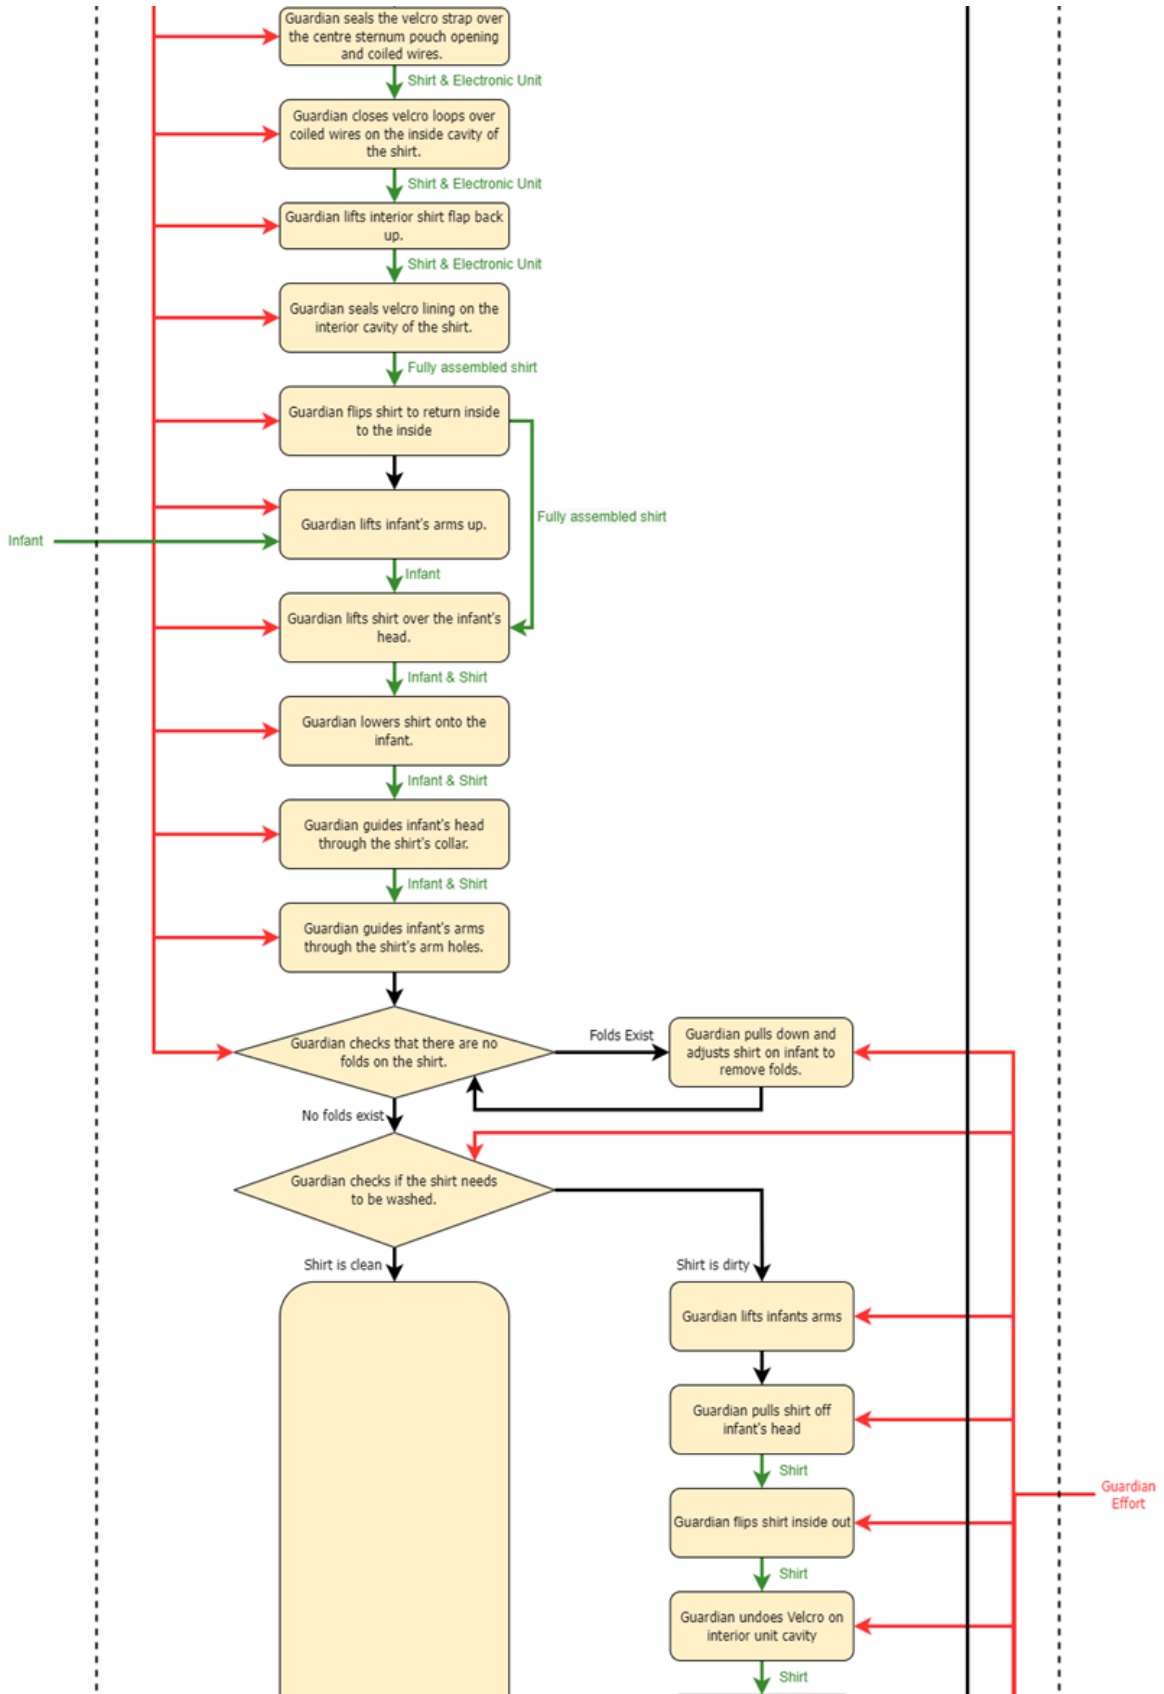 Guardian seals the velcro strap over
the centre sternum pouch opening
and coiled wires.
Shirt & Electronic Unit
Guardian closes velcro loops over
coiled wires on the inside cavity of
the shirt.
Shirt & Electronic Unit
Guardian lifts interior shirt flap back
up.
Shirt & Electronic Unit
Guardian seals velcro lining on the
interior cavity of the shirt.
Fully assembled shirt
Guardian flips shirt to return inside
to the inside
Fully assembled shirt
Guardian lifts infant's arms up.
Infant
Infant
Guardian lifts shirt over the infant's
head.
Infant & Shirt
Guardian lowers shirt onto the
infant.
Infant & Shirt
Guardian guides infant's head
through the shirt's collar.
Infant & Shirt
Guardian guides infant's arms
through the shirt's arm holes.
Guardian checks that there are no
folds on the shirt.
Folds Exist
Guardian pulls down and
adjusts shirt on infant to
remove folds.
No folds exist
Guardian checks if the shirt needs
to be washed.
Shirt is clean
Shirt is dirty
Guardian lifts infants arms
Guardian pulls shirt off
infant's head
Shirt
Guardian
Effort
Guardian flips shirt inside out
Shirt
Guardian undoes Velcro on
interior unit cavity
Shirt